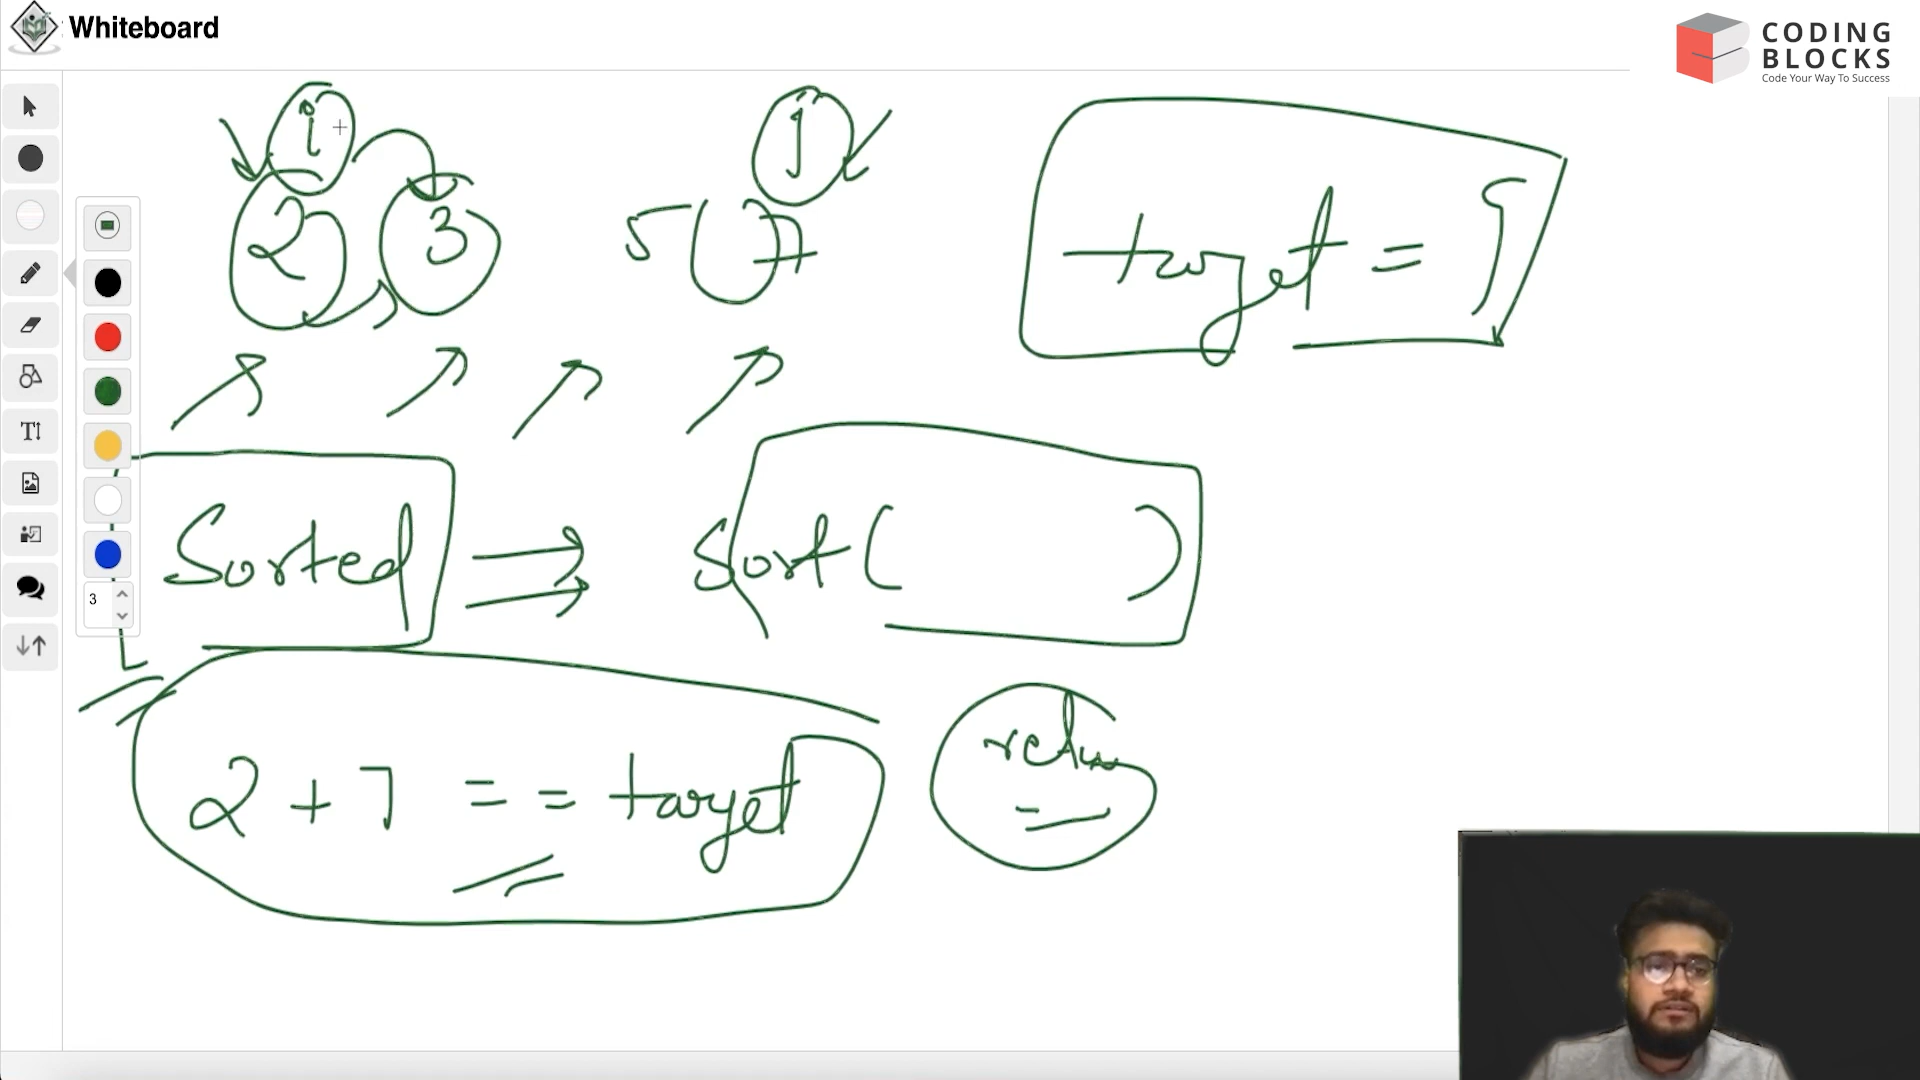 Whiteboard
CODING
BLOCKS
Code Your Way To Success
i j
2 3 5 7
target = 5
Sorted ⇒ Sort( )
3
2 + 7 = = target
return